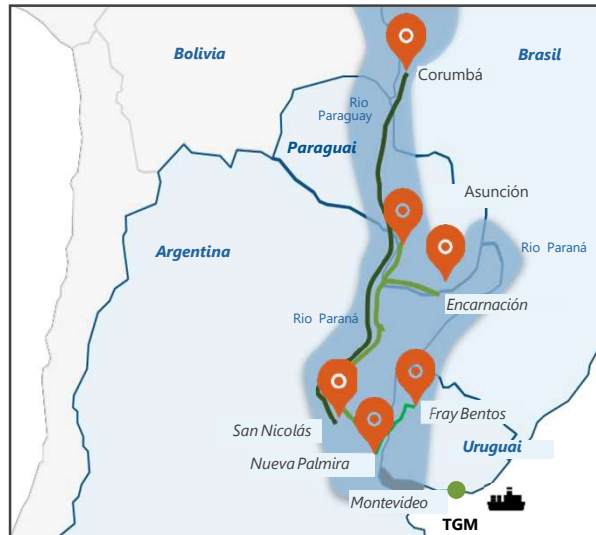 Bolivia
Brasil
Corumbá
Rio
Paraguay
Paraguai
Asunción
Argentina
Rio Paraná
Encarnación
Rio Paraná
San Nicolás
Fray Bentos
Nueva Palmira
Uruguai
Montevideo
TGM